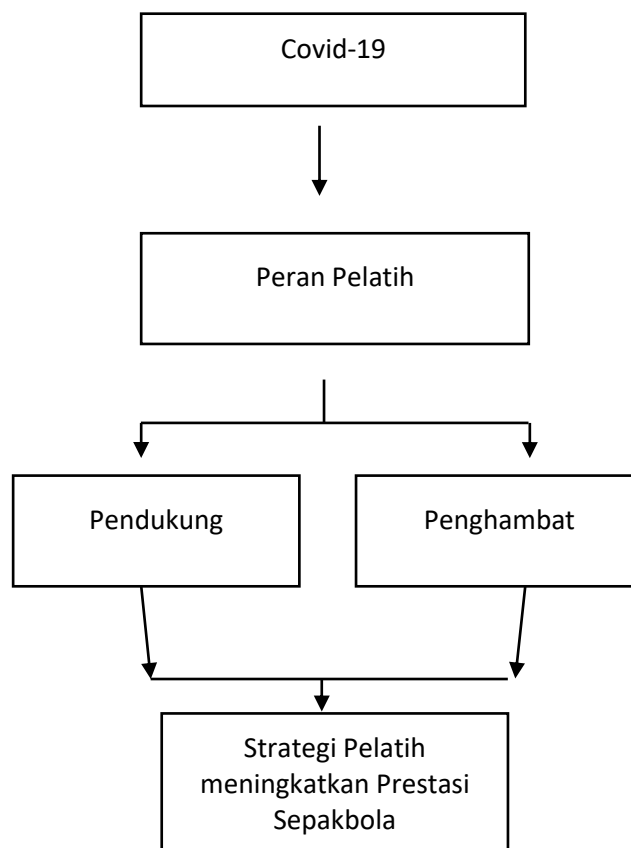 Covid-19
Peran Pelatih
Pendukung
Penghambat
Strategi Pelatih
meningkatkan Prestasi
Sepakbola